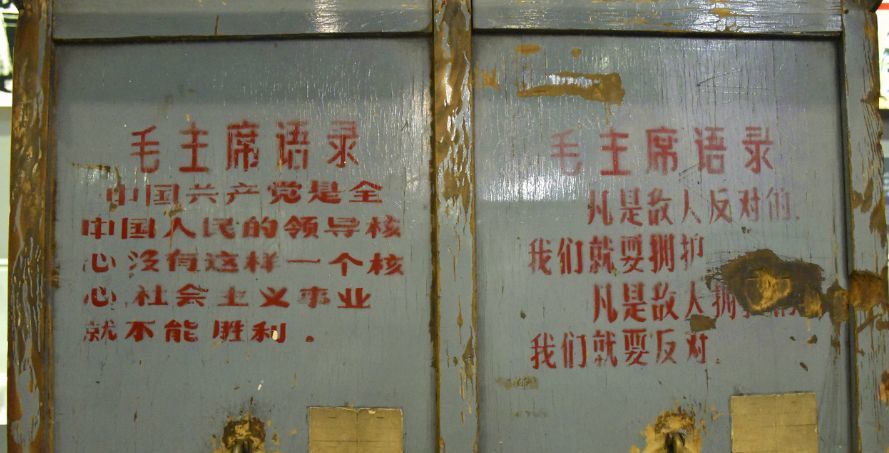 毛主席语录
中国共产党是全
中国人民的领导核
心,没有这样一个核
心,社会主义事业
就不能胜利.
毛主席语录
凡是敌人反对的,
我们就要拥护
凡是敌人拥
我们就要反对.